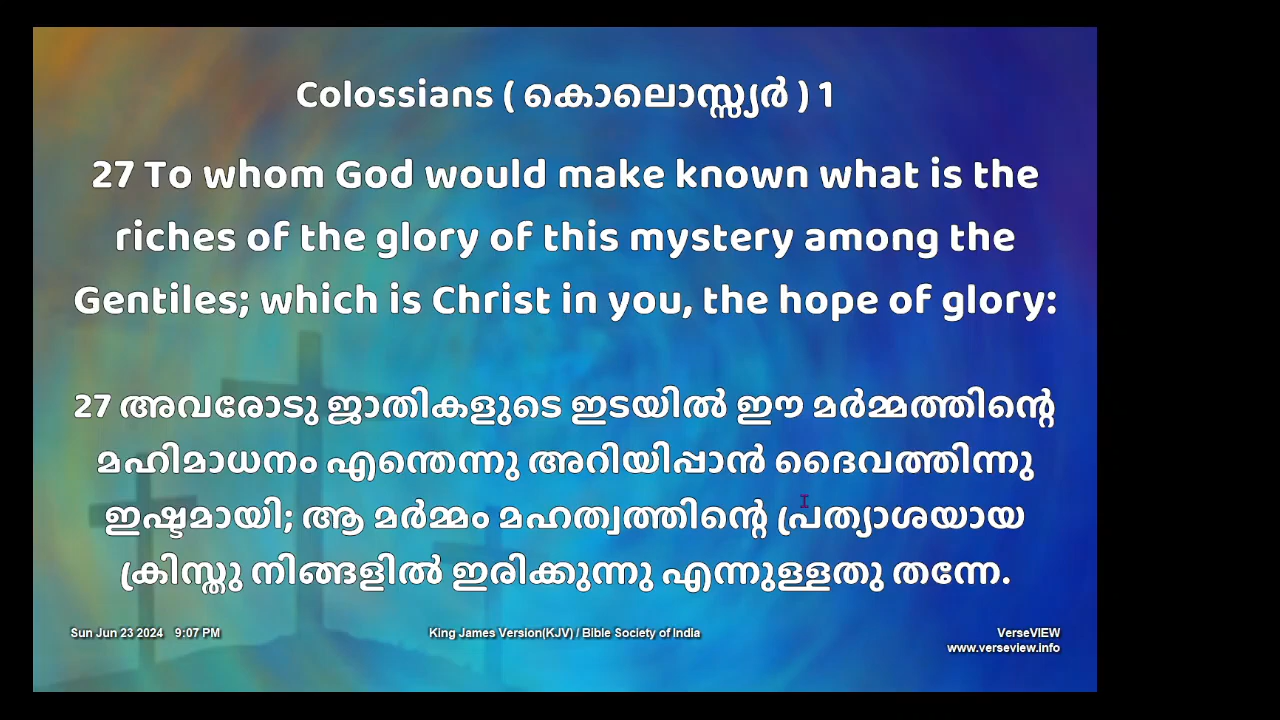 Colossians ( കൊലൊസ്സ്യർ ) 1
27 To whom God would make known what is the
riches of the glory of this mystery among the
Gentiles; which is Christ in you, the hope of glory:
27 അവരോടു ജാതികളുടെ ഇടയിൽ ഈ മർമ്മത്തിന്റെ
മഹിമാധനം എന്തെന്നു അറിയിപ്പാൻ ദൈവത്തിന്നു
ഇഷ്ടമായി; ആ മർമ്മം മഹത്വത്തിന്റെ പ്രത്യാശയായ
ക്രിസ്തു നിങ്ങളിൽ ഇരിക്കുന്നു എന്നുള്ളതു തന്നേ.
Sun Jun 23 2024 9:07 PM
King James Version(KJV) / Bible Society of India
VerseVIEW
www.verseview.info